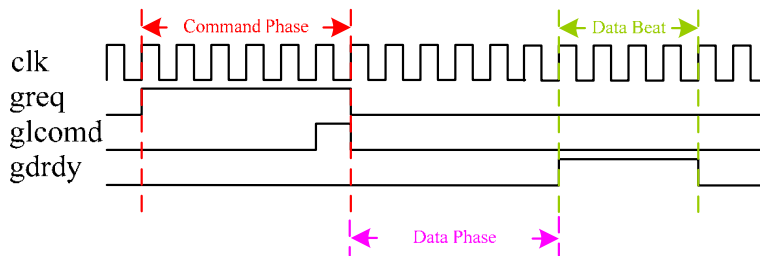 Command Phase
Data Beat
clk
greq
glcomd
gdrdy
Data Phase